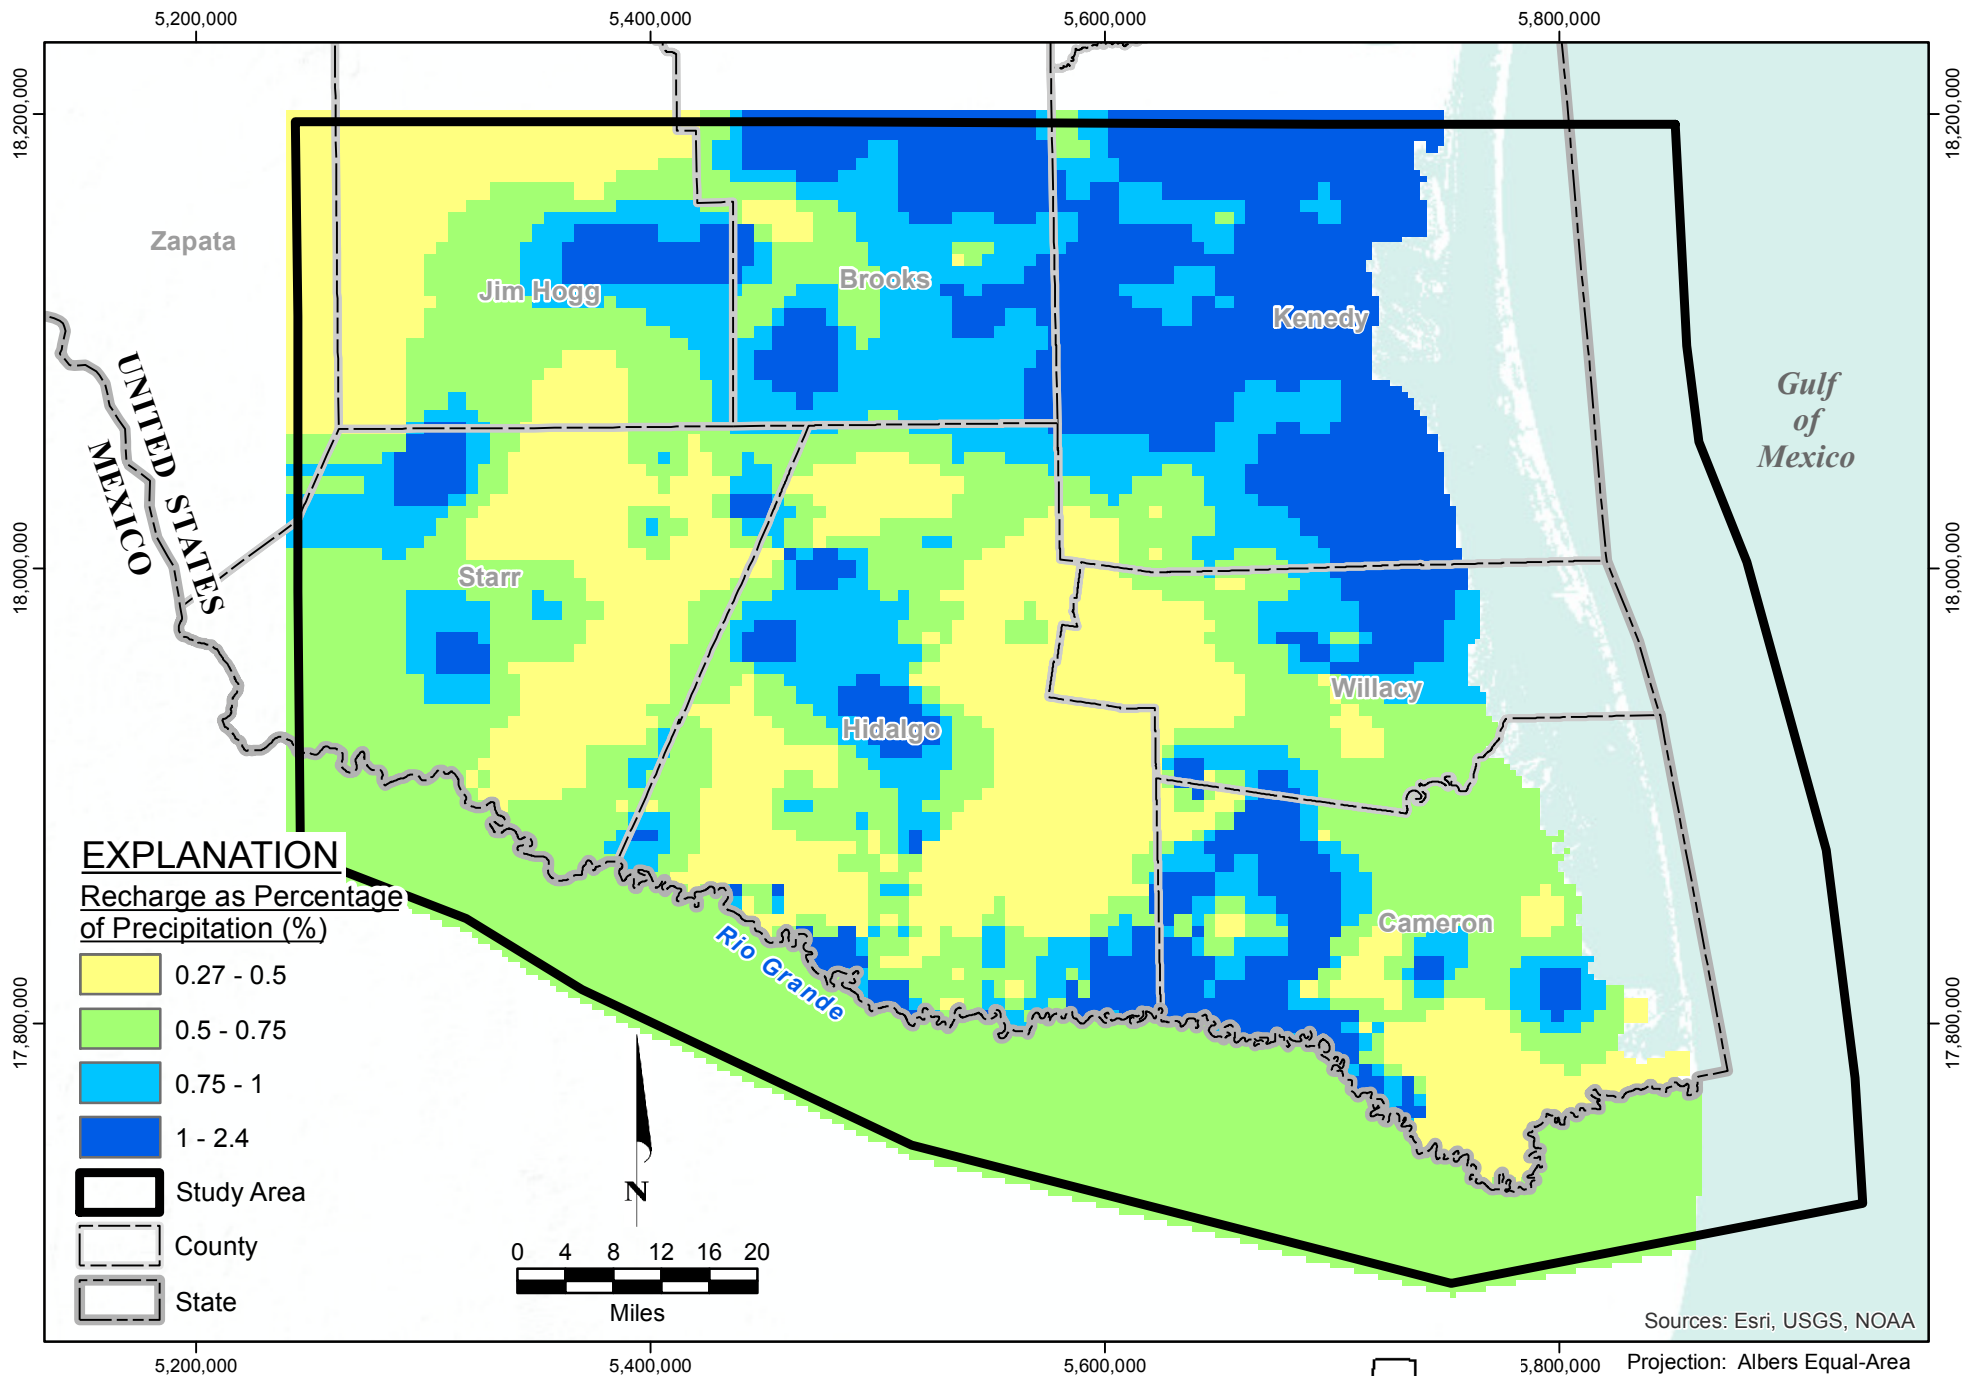 5,200,000
5,400,000
5,600,000
5,800,000
18,200,000
18,200,000
Zapata
Jim Hogg
Brooks
Kenedy
UNITED STATES
MEXICO
Gulf
of
Mexico
18,000,000
18,000,000
Starr
Willacy
Hidalgo
Cameron
Rio Grande
17,800,000
17,800,000
EXPLANATION
Recharge as Percentage
of Precipitation (%)
0.27 - 0.5
0.5 - 0.75
0.75 - 1
1 - 2.4
Study Area
County
State
N
0 4 8 12 16 20
Miles
Sources: Esri, USGS, NOAA
5,200,000
5,400,000
5,600,000
5,800,000
Projection: Albers Equal-Area